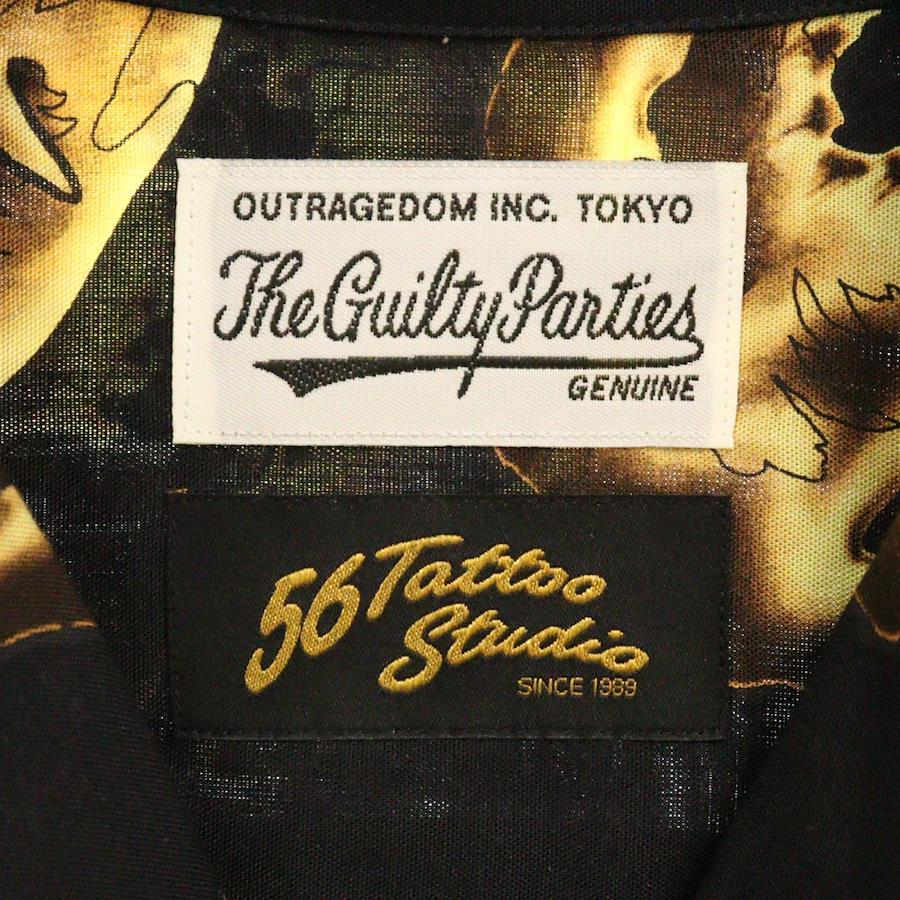 OUTRAGEDOM INC. TOKYO
The Guilty Parties
GENUINE
56 Tattoo
Studio
SINCE 1989